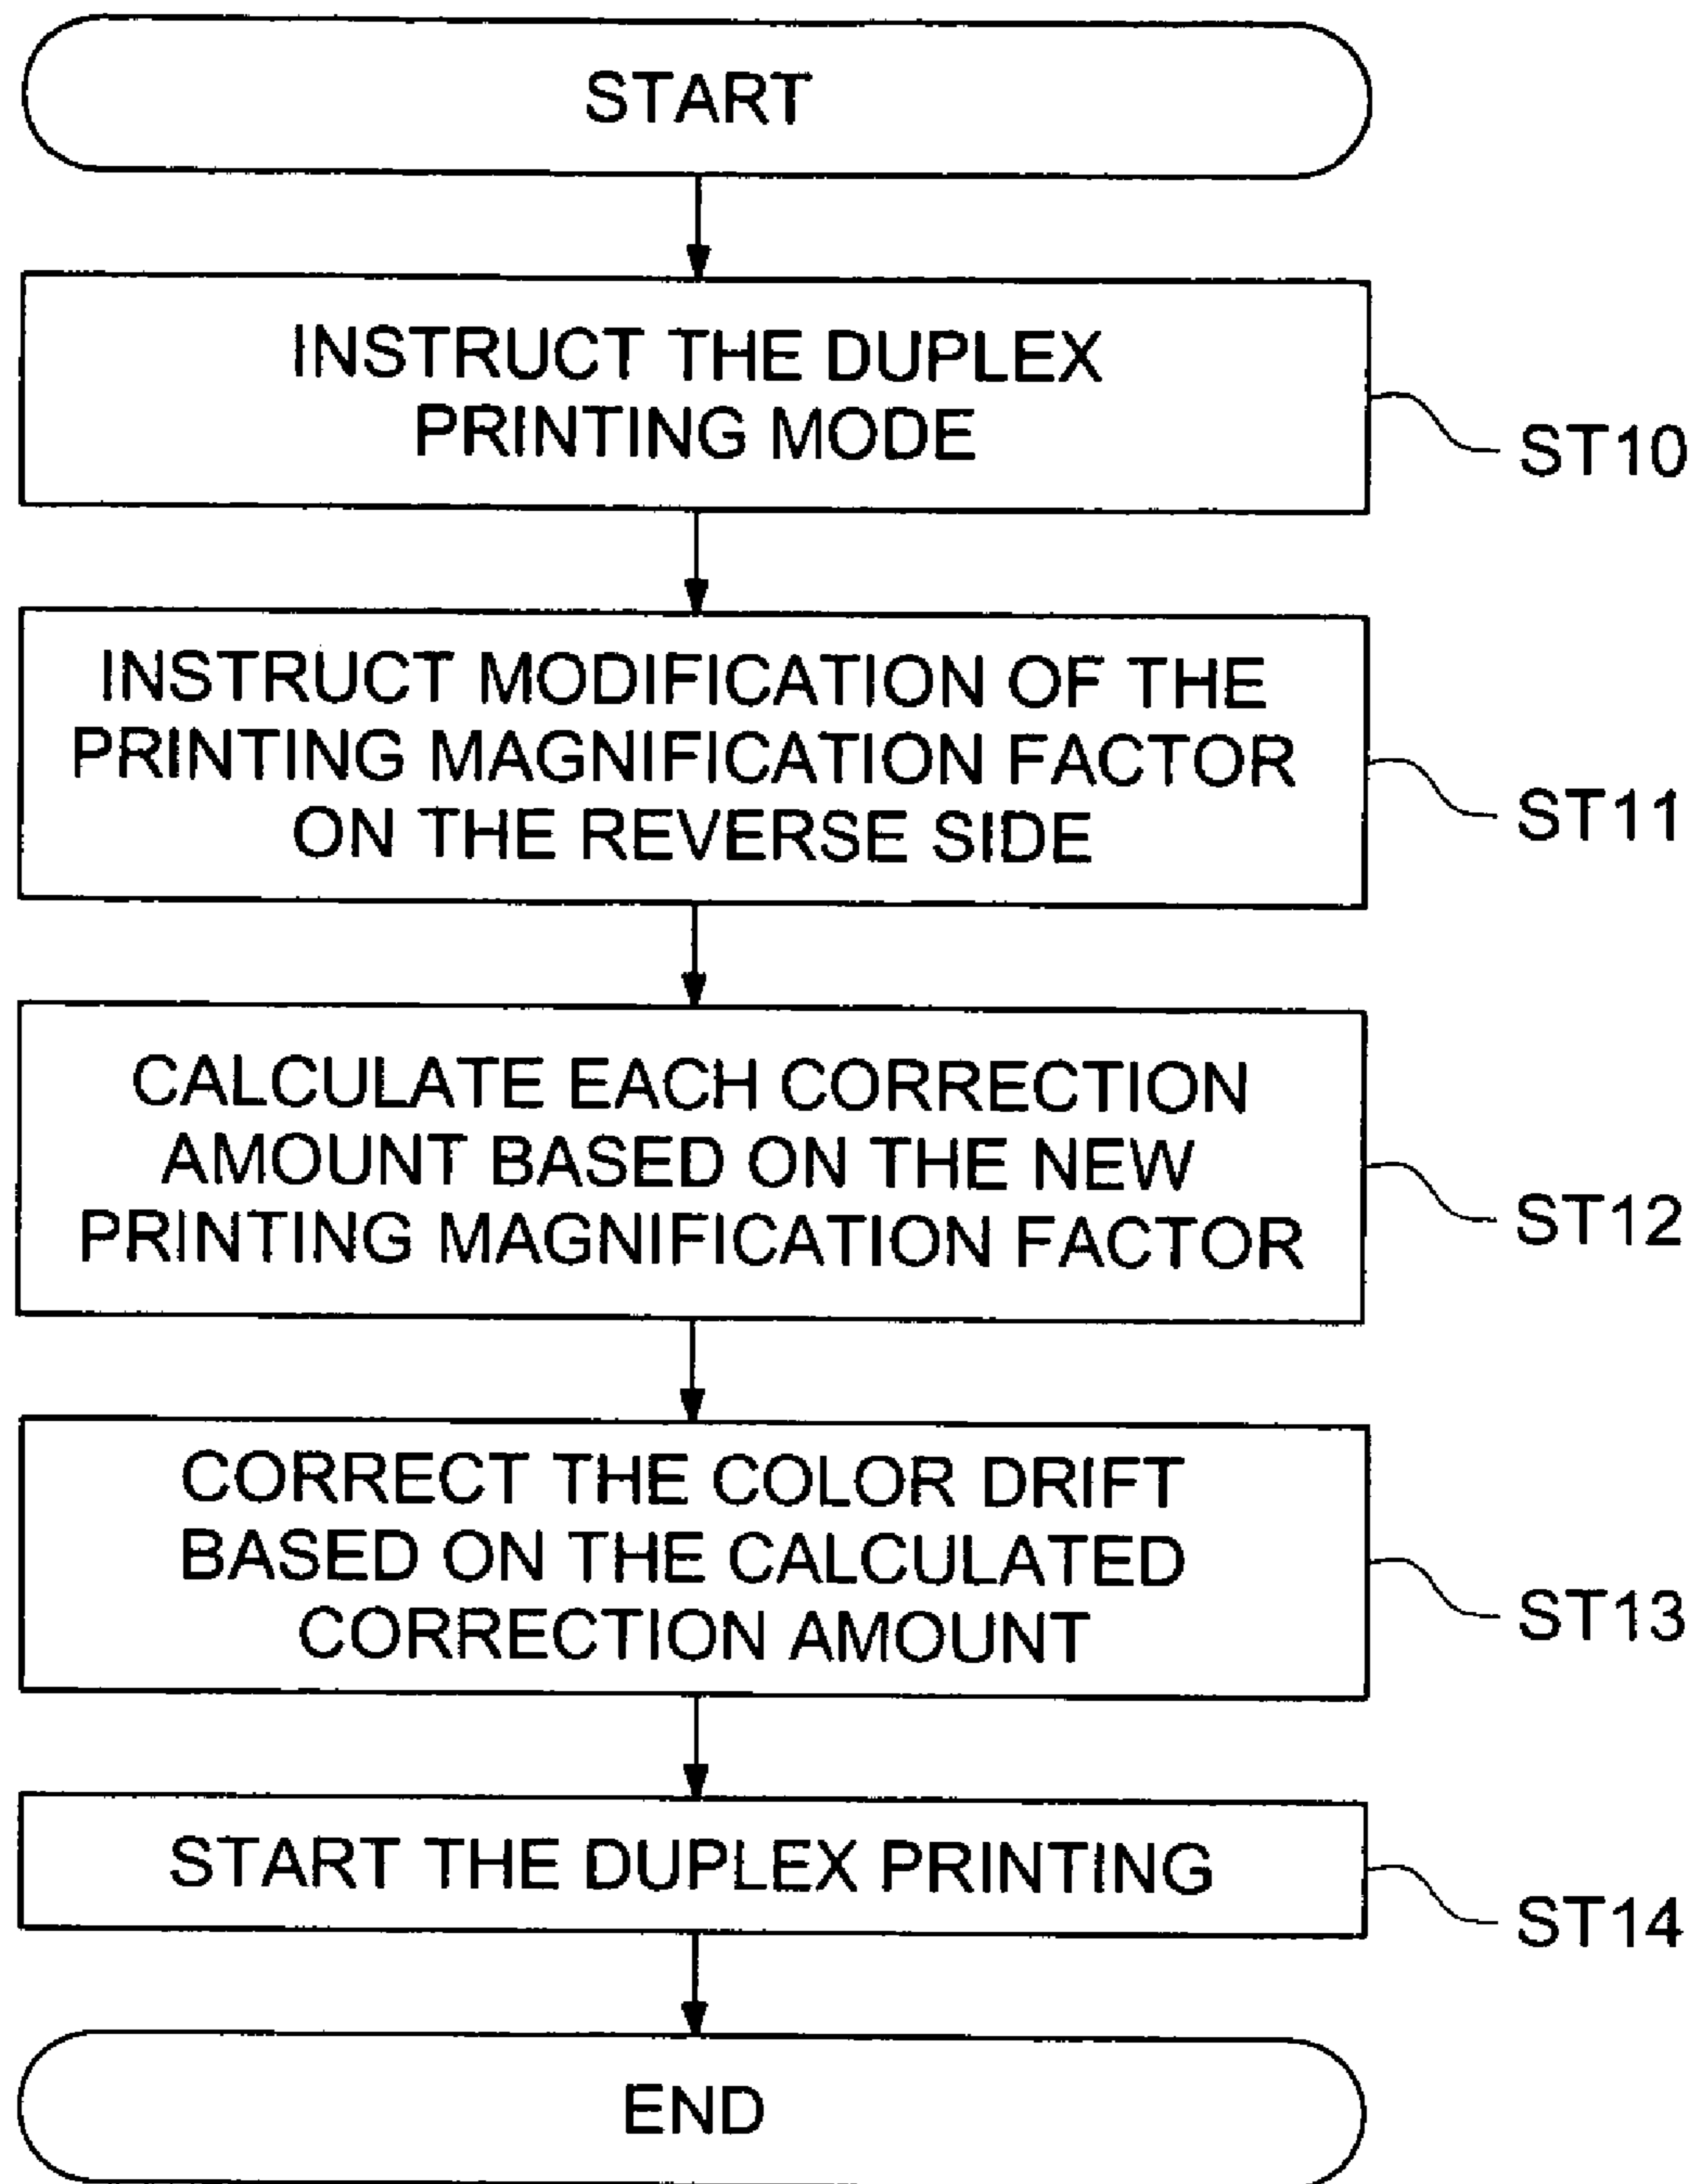 START
INSTRUCT THE DUPLEX
PRINTING MODE
ST10
INSTRUCT MODIFICATION OF THE
PRINTING MAGNIFICATION FACTOR
ON THE REVERSE SIDE
ST11
CALCULATE EACH CORRECTION
AMOUNT BASED ON THE NEW
PRINTING MAGNIFICATION FACTOR
ST12
CORRECT THE COLOR DRIFT
BASED ON THE CALCULATED
CORRECTION AMOUNT
ST13
START THE DUPLEX PRINTING
ST14
END